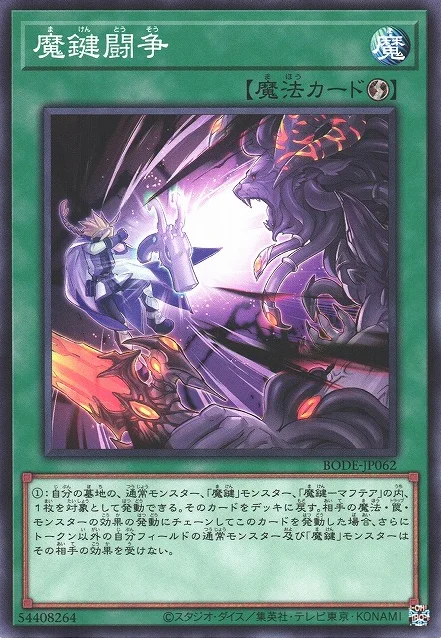 魔鍵闘争
【魔法カード】
魔
BODE-JP062
①:自分の墓地の、通常モンスター、「魔鍵」モンスター、「魔鍵-マフテア」の内、
1枚を対象として発動できる。そのカードをデッキに戻す。相手の魔法・罠・
モンスターの効果の発動にチェーンしてこのカードを発動した場合、さらに
トークン以外の自分フィールドの通常モンスター及び「魔鍵」モンスターは
その相手の効果を受けない。
54408264
©スタジオ・ダイス/集英社・テレビ東京・KONAMI